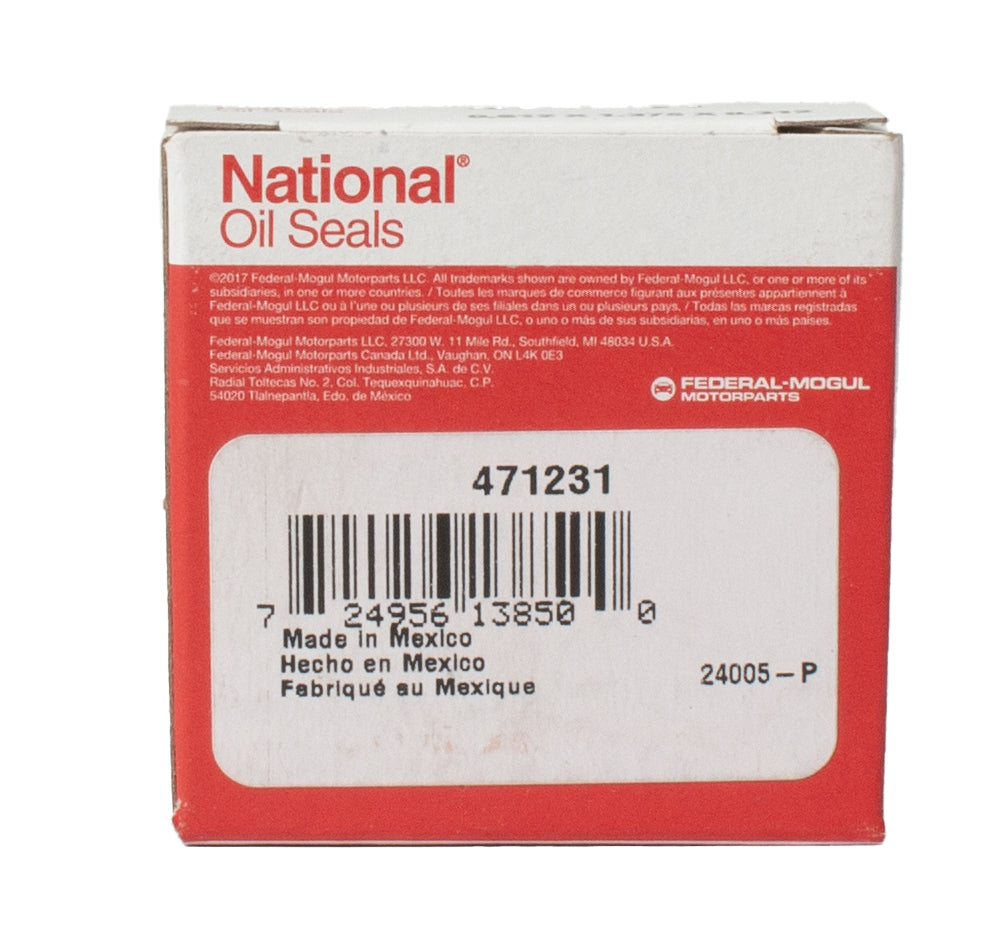 National®
Oil Seals
©2017 Federal-Mogul Motorparts LLC. All trademarks shown are owned by Federal-Mogul LLC, or one or more of its
subsidiaries, in one or more countries. / Toutes les marques de commerce figurant aux présentes appartiennent à
Federal-Mogul LLC ou à l'une ou plusieurs de ses filiales dans un ou plusieurs pays. / Todas las marcas registradas
que se muestran son propiedad de Federal-Mogul LLC, o uno o más de sus subsidiarias, en uno o más países.
Federal-Mogul Motorparts LLC, 27300 W. 11 Mile Rd., Southfield, MI 48034 U.S.A.
Federal-Mogul Motorparts Canada Ltd., Vaughan, ON L4K 0E3
Servicios Administrativos Industriales, S.A. de C.V.
Radial Toltecas No. 2, Col. Tequexquinahuac, C.P.
54020 Tlalnepantla, Edo. de México
FEDERAL-MOGUL
MOTORPARTS
471231
7 24956 13850 0
Made in Mexico
Hecho en Mexico
Fabriqué au Mexique
24005-P